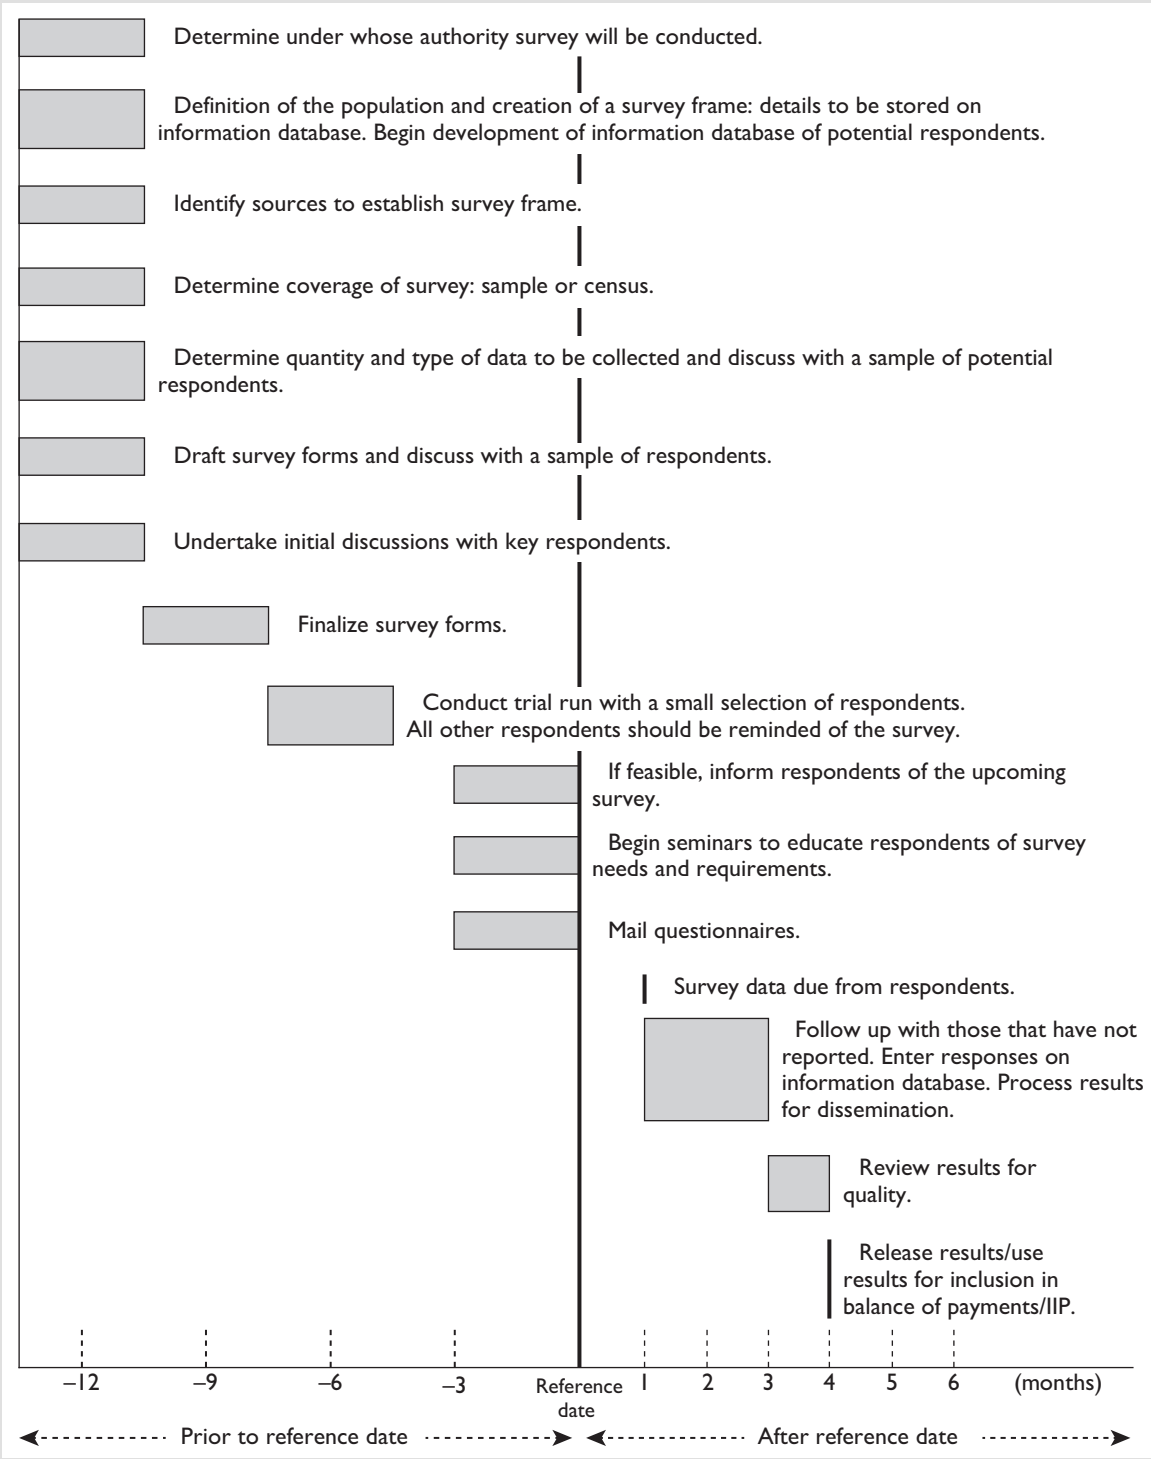 Determine under whose authority survey will be conducted.
Definition of the population and creation of a survey frame: details to be stored on
information database. Begin development of information database of potential respondents.
Identify sources to establish survey frame.
Determine coverage of survey: sample or census.
Determine quantity and type of data to be collected and discuss with a sample of potential
respondents.
Draft survey forms and discuss with a sample of respondents.
Undertake initial discussions with key respondents.
Finalize survey forms.
Conduct trial run with a small selection of respondents.
All other respondents should be reminded of the survey.
If feasible, inform respondents of the upcoming
survey.
Begin seminars to educate respondents of survey
needs and requirements.
Mail questionnaires.
Survey data due from respondents.
Follow up with those that have not
reported. Enter responses on
information database. Process results
for dissemination.
Review results for
quality.
Release results/use
results for inclusion in
balance of payments/IIP.
–12 –9 –6 –3 Reference 1 2 3 4 5 6 (months)
date
Prior to reference date After reference date